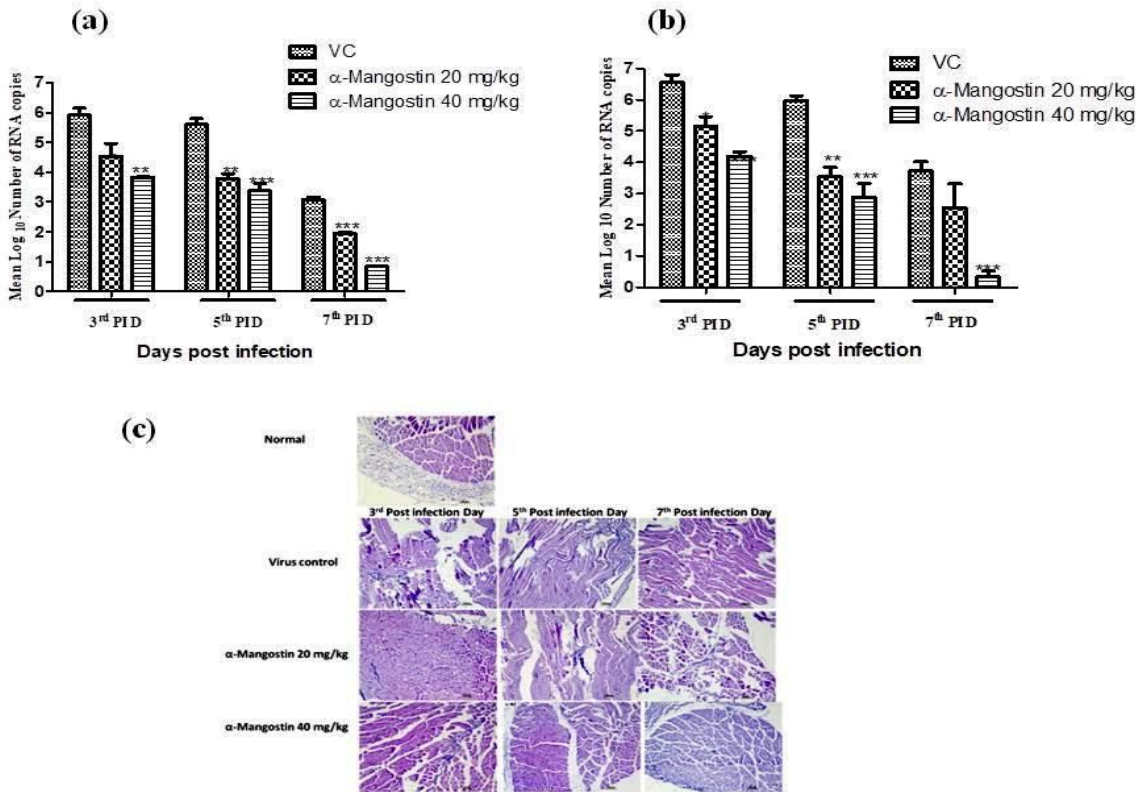 (a)
VC
α-Mangostin 20 mg/kg
α-Mangostin 40 mg/kg
Mean Log 10 Number of RNA copies
7
6
5
4
3
2
1
0
**
**
***
***
***
3rd PID
5th PID
7th PID
Days post infection
(b)
VC
α-Mangostin 20 mg/kg
α-Mangostin 40 mg/kg
Mean Log 10 Number of RNA copies
7
6
5
4
3
2
1
0
*
***
**
***
***
3rd PID
5th PID
7th PID
Days post infection
(c)
Normal
3rd Post infection Day
5th Post infection Day
7th Post infection Day
Virus control
α-Mangostin 20 mg/kg
α-Mangostin 40 mg/kg